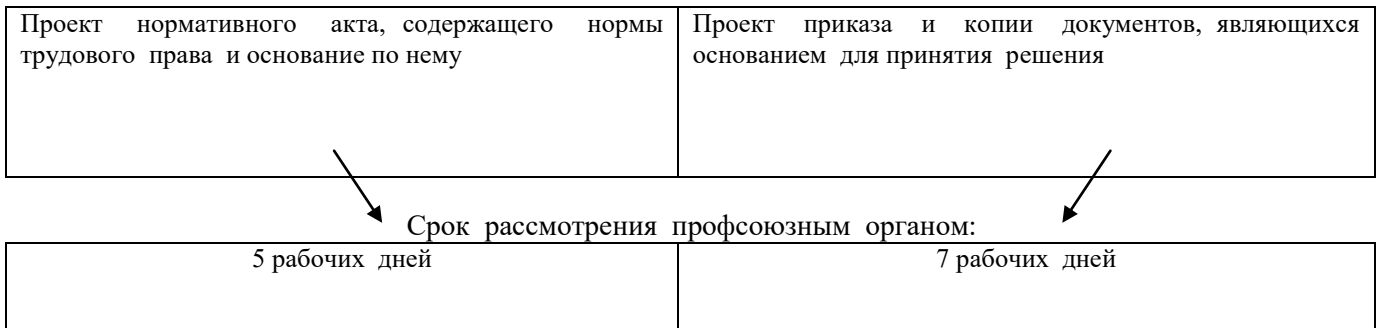 Проект нормативного акта, содержащего нормы
трудового права и основание по нему
Проект приказа и копии документов, являющихся
основанием для принятия решения
Срок рассмотрения профсоюзным органом:
5 рабочих дней
7 рабочих дней